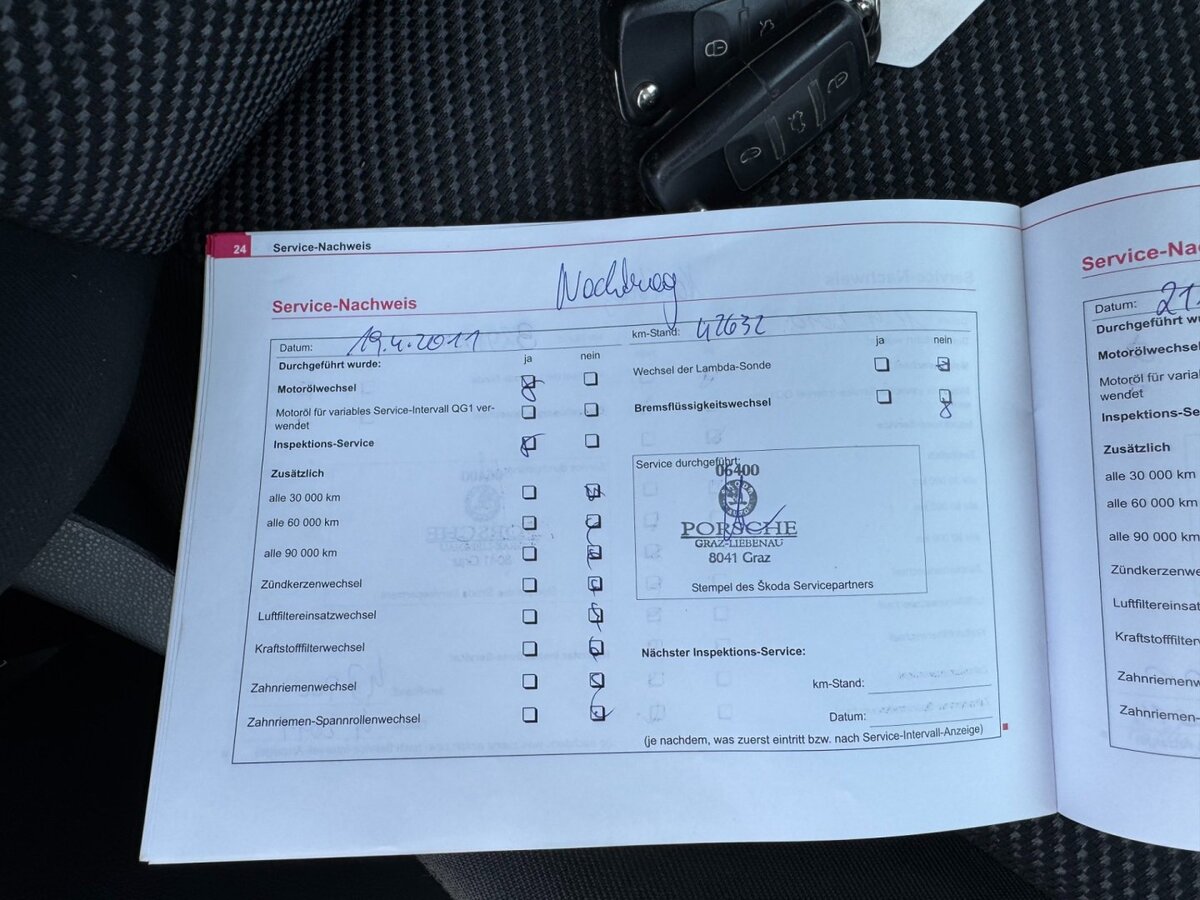 24 Service-Nachweis
Nachtrag
Service-Nachweis
Datum: 19.4.2011
km-Stand: 42632
ja nein
Durchgeführt wurde:
Motorölwechsel
Motoröl für variables Service-Intervall QG1 ver-
wendet
Inspektions-Service
Zusätzlich
alle 30 000 km
alle 60 000 km
alle 90 000 km
Zündkerzenwechsel
Luftfiltereinsatzwechsel
Kraftstofffilterwechsel
Zahnriemenwechsel
Zahnriemen-Spannrollenwechsel
ja nein
Wechsel der Lambda-Sonde
Bremsflüssigkeitswechsel
Service durchgeführt:
06400
PORSCHE
GRAZ-LIEBENAU
8041 Graz
Stempel des Škoda Servicepartners
Nächster Inspektions-Service:
km-Stand:
Datum:
(je nachdem, was zuerst eintritt bzw. nach Service-Intervall-Anzeige)
Service-Na
Datum: 21.
Durchgeführt wu
Motorölwechsel
Motoröl für varia
wendet
Inspektions-Se
Zusätzlich
alle 30 000 km
alle 60 000 km
alle 90 000 km
Zündkerzenwe
Luftfiltereinsat
Kraftstofffilter
Zahnriemenw
Zahnriemen-